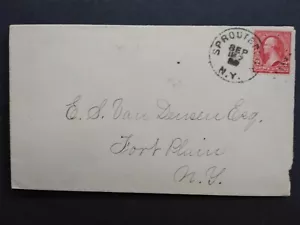 SPROUT
SEP
N.Y.
E. S. Van Deusen Esq.
Fort Plain
N.Y.